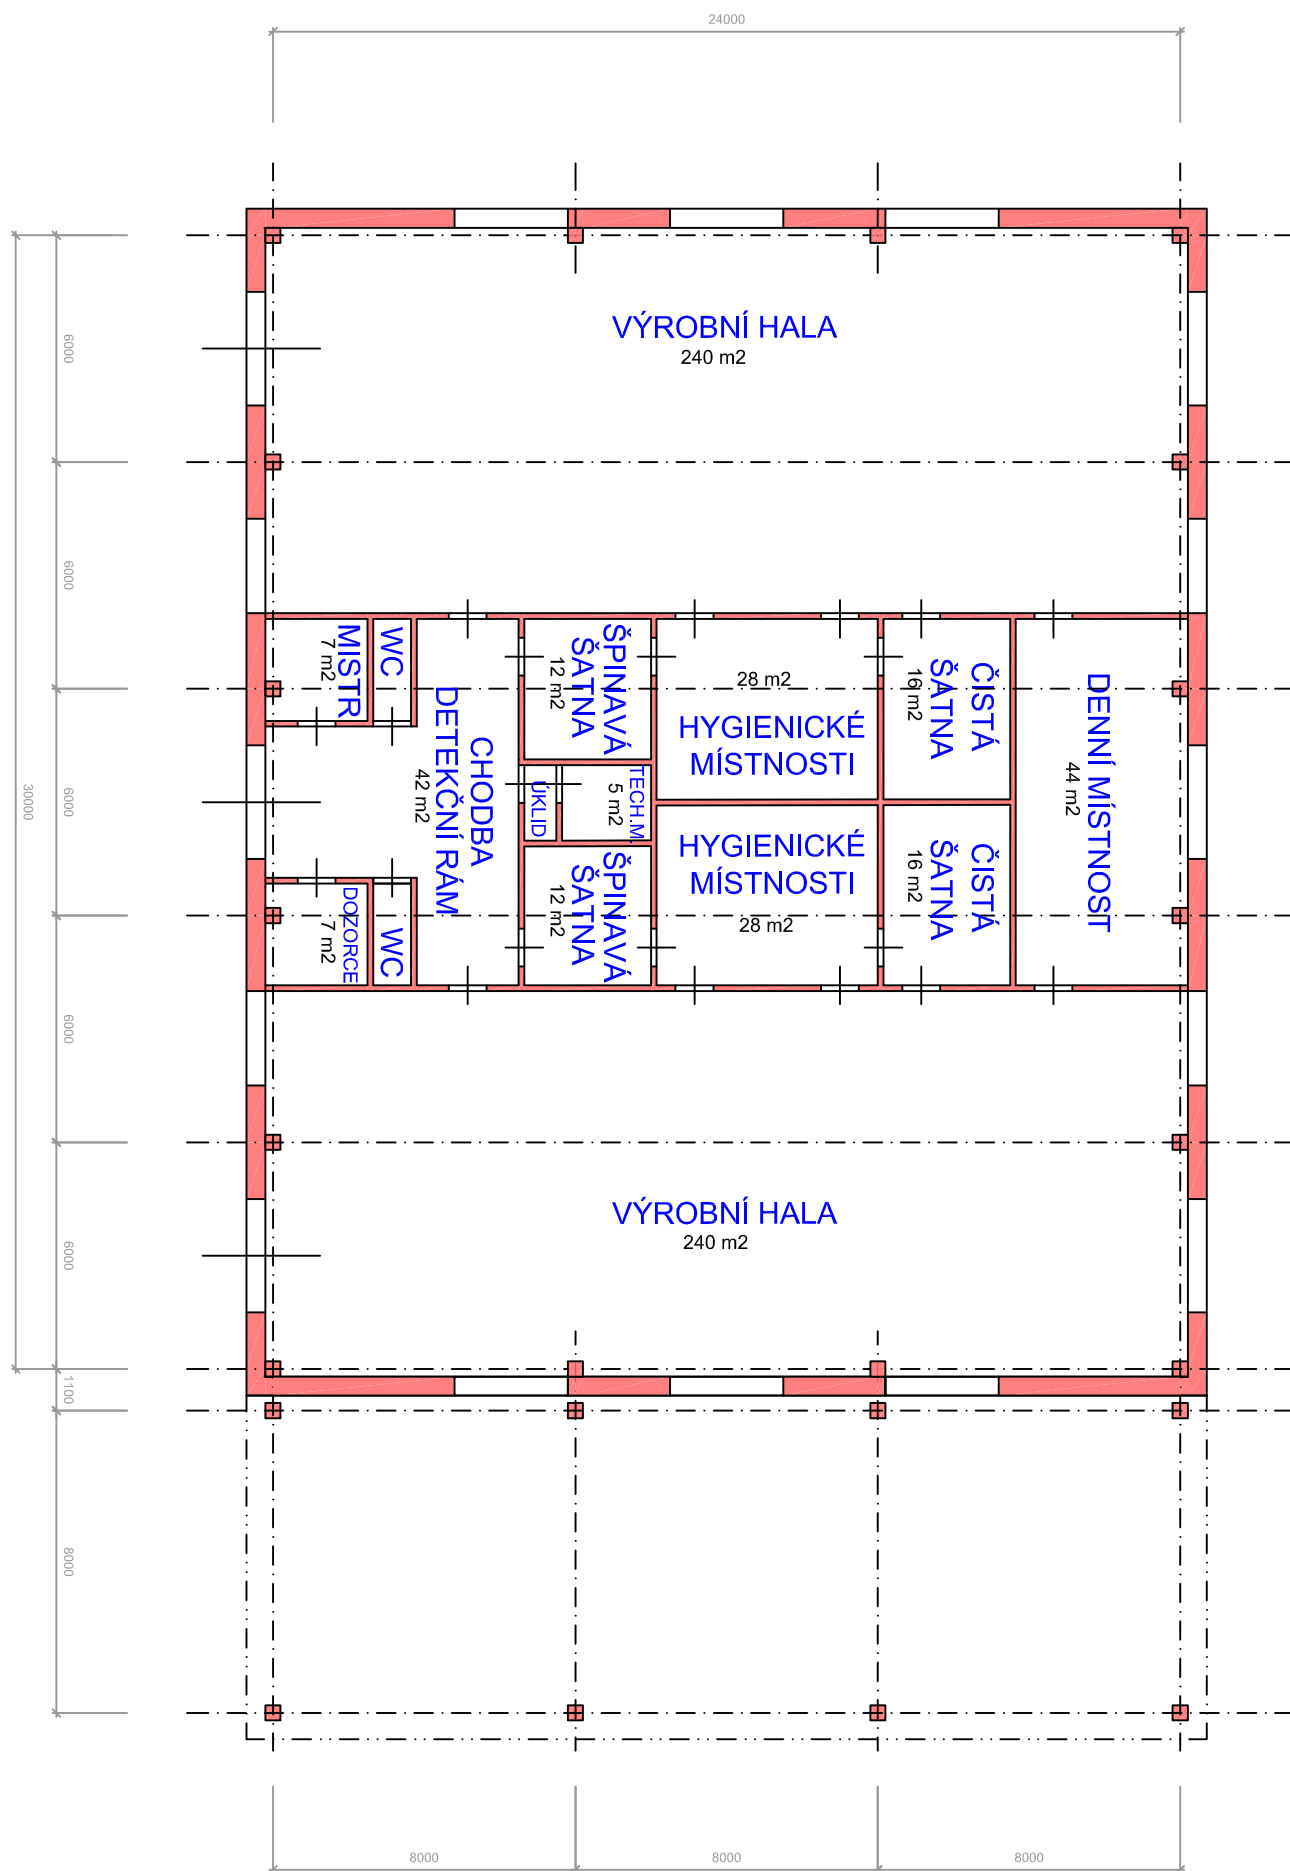 24000
VÝROBNÍ HALA
240 m2
6000
6000
6000
30000
6000
6000
1100
8000
MISTR
7 m2
WC
CHODBA
DETEKČNÍ RÁM
42 m2
ŠPINAVÁ
ŠATNA
12 m2
28 m2
HYGIENICKÉ
MÍSTNOSTI
ČISTÁ
ŠATNA
16 m2
DENNÍ MÍSTNOST
44 m2
ÚKLID
TECH.M.
5 m2
HYGIENICKÉ
MÍSTNOSTI
28 m2
ČISTÁ
ŠATNA
16 m2
DOZORCE
7 m2
WC
ŠPINAVÁ
ŠATNA
12 m2
VÝROBNÍ HALA
240 m2
8000
8000
8000